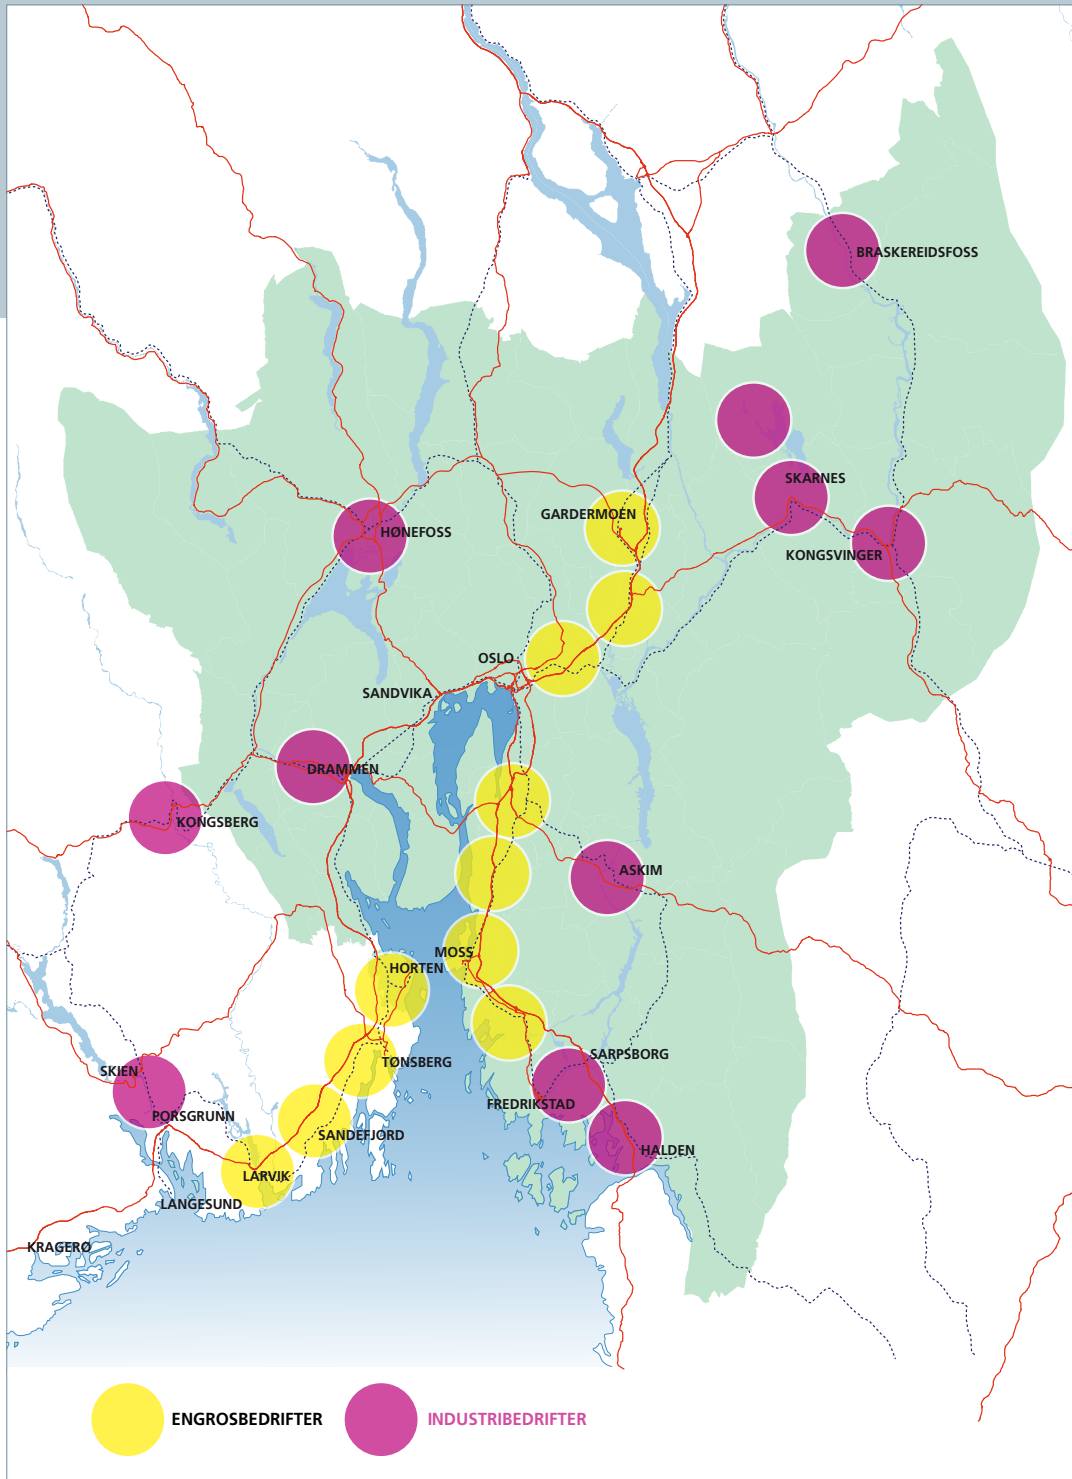 BRASKEREIDSFOSS
SKARNES
GARDERMOEN
HØNEFOSS
KONGSVINGER
OSLO
SANDVIKA
DRAMMEN
KONGSBERG
ASKIM
MOSS
HORTEN
SARPSBORG
TØNSBERG
SKIEN
FREDRIKSTAD
PORSGRUNN
SANDEFJORD
HALDEN
LARVIK
LANGESUND
KRAGERØ
ENGROSBEDRIFTER
INDUSTRIBEDRIFTER